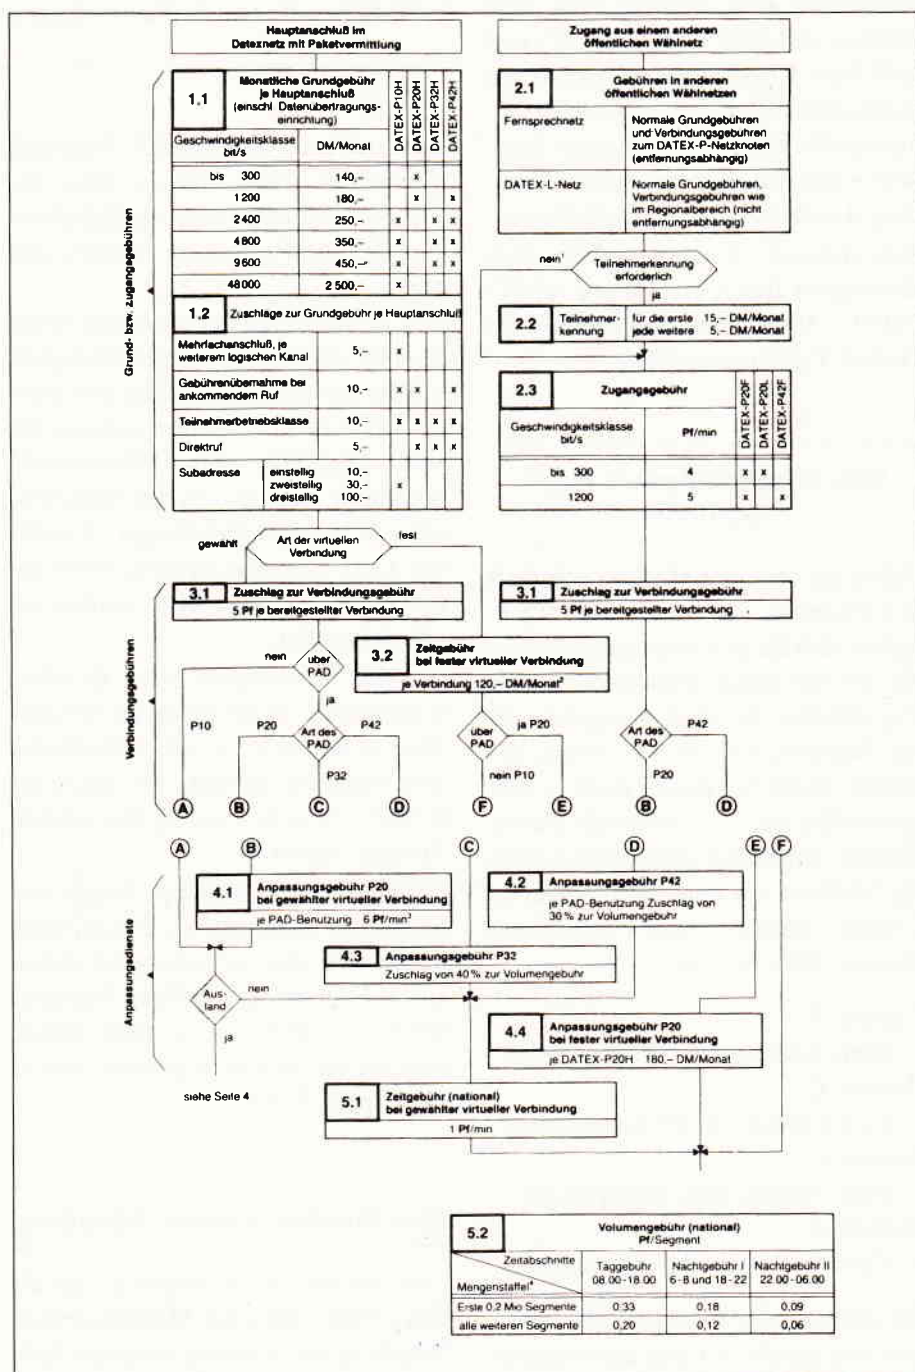 Hauptanschluß im
Datexnetz mit Paketvermittlung
Zugang aus einem anderen
öffentlichen Wählnetz
Grund- bzw. Zugangsgebühren
1.1
Monatliche Grundgebühr
je Hauptanschluß
(einschl. Datenübertragungs-
einrichtung)
DATEX-P10H
DATEX-P20H
DATEX-P32H
DATEX-P42H
Geschwindigkeitsklasse
bit/s
DM/Monat
bis 300 140,– x
1 200 180,– x x
2 400 250,– x x x
4 800 350,– x x x
9 600 450,– x x x
48 000 2 500,– x
1.2 Zuschläge zur Grundgebühr je Hauptanschluß
Mehrfachanschluß, je
weiterem logischen Kanal 5,– x
Gebührenübernahme bei
ankommendem Ruf 10,– x x x
Teilnehmerbetriebsklasse 10,– x x x x
Direktruf 5,– x x x
Subadresse einstellig 10,–
zweistellig 30,– x
dreistellig 100,–
2.1
Gebühren in anderen
öffentlichen Wählnetzen
Fernsprechnetz
Normale Grundgebühren
und Verbindungsgebühren
zum DATEX-P-Netzknoten
(entfernungsabhängig)
DATEX-L-Netz
Normale Grundgebühren,
Verbindungsgebühren wie
im Regionalbereich (nicht
entfernungsabhängig)
nein¹
Teilnehmerkennung
erforderlich
ja
2.2
Teilnehmer-
kennung
für die erste 15,– DM/Monat
jede weitere 5,– DM/Monat
2.3 Zugangsgebühr
DATEX-P20F
DATEX-P20L
DATEX-P42F
Geschwindigkeitsklasse
bit/s
Pf/min
bis 300 4 x x
1200 5 x x
gewählt
Art der virtuellen
Verbindung
fest
Verbindungsgebühren
3.1 Zuschlag zur Verbindungsgebühr
5 Pf je bereitgestellter Verbindung
3.1 Zuschlag zur Verbindungsgebühr
5 Pf je bereitgestellter Verbindung
nein
über
PAD
ja
3.2
Zeitgebühr
bei fester virtueller Verbindung
je Verbindung 120,– DM/Monat²
P10
P20
Art des
PAD
P42
P32
über
PAD
ja P20
nein P10
Art des
PAD
P42
P20
A B C D F E B D
A B C D E F
Anpassungsdienste
4.1
Anpassungsgebühr P20
bei gewählter virtueller Verbindung
je PAD-Benutzung 6 Pf/min³
4.2 Anpassungsgebühr P42
je PAD-Benutzung Zuschlag von
30 % zur Volumengebühr
4.3 Anpassungsgebühr P32
Zuschlag von 40 % zur Volumengebühr
Aus-
land
nein
ja
siehe Seite 4
4.4
Anpassungsgebühr P20
bei fester virtueller Verbindung
je DATEX-P20H 180,– DM/Monat
5.1
Zeitgebühr (national)
bei gewählter virtueller Verbindung
1 Pf/min
5.2
Volumengebühr (national)
Pf/Segment
Zeitabschnitte
Mengenstaffel⁴
Taggebühr
08.00-18.00
Nachtgebühr I
6-8 und 18-22
Nachtgebühr II
22.00-06.00
Erste 0,2 Mio Segmente 0,33 0,18 0,09
alle weiteren Segmente 0,20 0,12 0,06